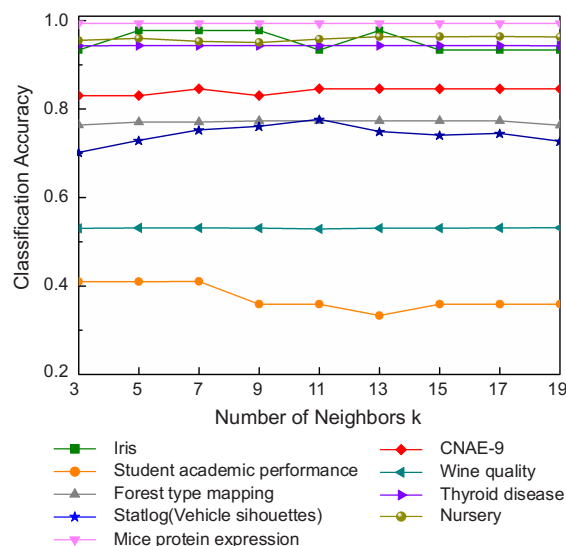 1.0
0.8
0.6
0.4
0.2
Classification Accuracy
3 5 7 9 11 13 15 17 19
Number of Neighbors k
Iris
Student academic performance
Forest type mapping
Statlog(Vehicle sihouettes)
Mice protein expression
CNAE-9
Wine quality
Thyroid disease
Nursery